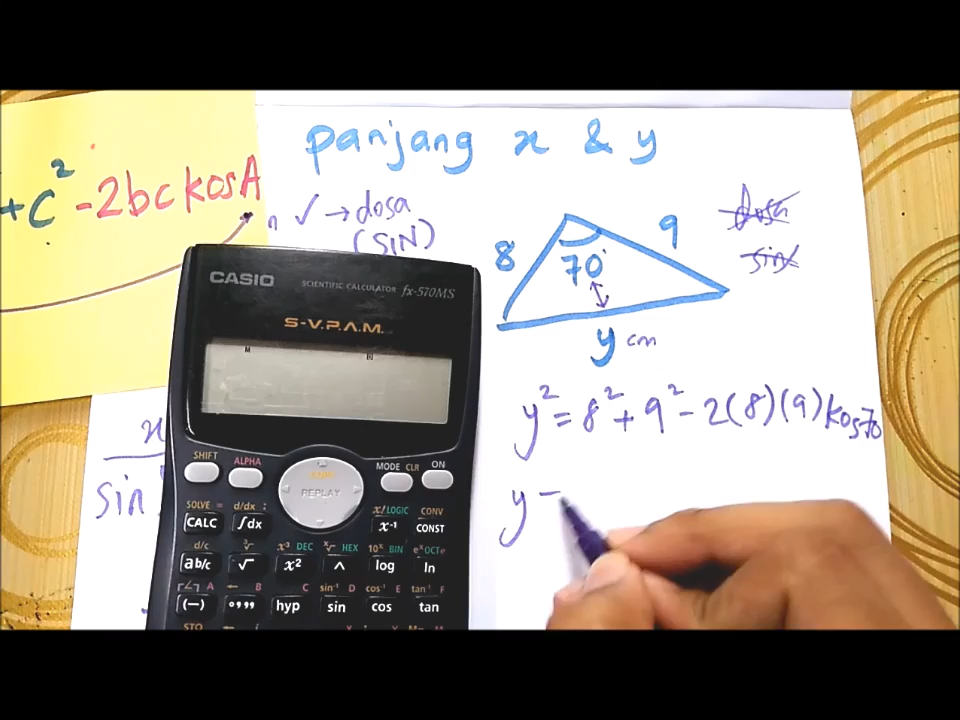 panjang x & y
+c² -2bc kosA
n ✓ → dosa
(SIN)
dosa
sin
8
9
70°
y cm
y² = 8² + 9² - 2(8)(9) kos70
y =
x
sin
CASIO
SCIENTIFIC CALCULATOR fx-570MS
S-V.P.A.M.
M
SHIFT ALPHA MODE CLR ON
COPY
REPLAY
SOLVE = d/dx : x! LOGIC CONV
CALC ∫dx x⁻¹ CONST
d/c ³√ x³ DEC ˣ√ HEX 10ˣ BIN eˣ OCT e
ab/c √ x² ^ log ln
∠ A ← B C sin⁻¹ D cos⁻¹ E tan⁻¹ F
(−) °'" hyp sin cos tan
STO